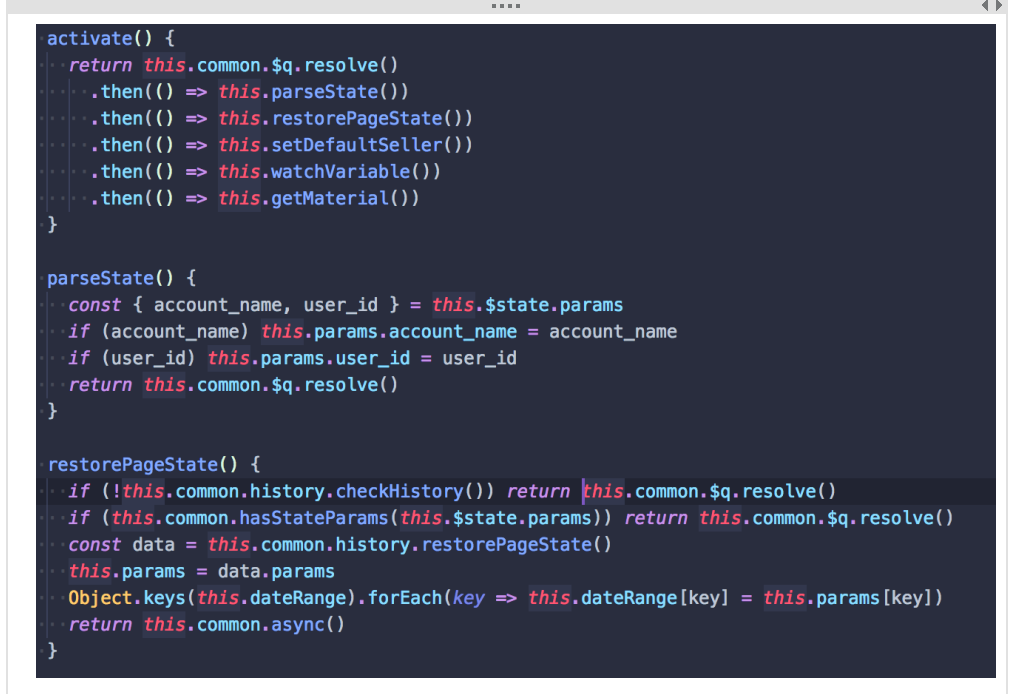 activate() {
return this.common.$q.resolve()
.then(() => this.parseState())
.then(() => this.restorePageState())
.then(() => this.setDefaultSeller())
.then(() => this.watchVariable())
.then(() => this.getMaterial())
}
parseState() {
const { account_name, user_id } = this.$state.params
if (account_name) this.params.account_name = account_name
if (user_id) this.params.user_id = user_id
return this.common.$q.resolve()
}
restorePageState() {
if (!this.common.history.checkHistory()) return this.common.$q.resolve()
if (this.common.hasStateParams(this.$state.params)) return this.common.$q.resolve()
const data = this.common.history.restorePageState()
this.params = data.params
Object.keys(this.dateRange).forEach(key => this.dateRange[key] = this.params[key])
return this.common.async()
}